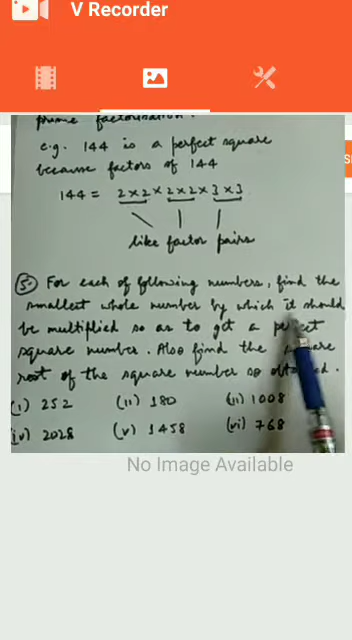 V Recorder
prime factorisation.
e.g. 144 is a perfect square
because factors of 144
144 = 2×2×2×2×3×3
like factor pairs
(5) For each of following numbers, find the
smallest whole number by which it should
be multiplied so as to get a perfect
square number. Also find the square
root of the square number so obtained.
(i) 252 (ii) 180 (iii) 1008
(iv) 2028 (v) 1458 (vi) 768
No Image Available